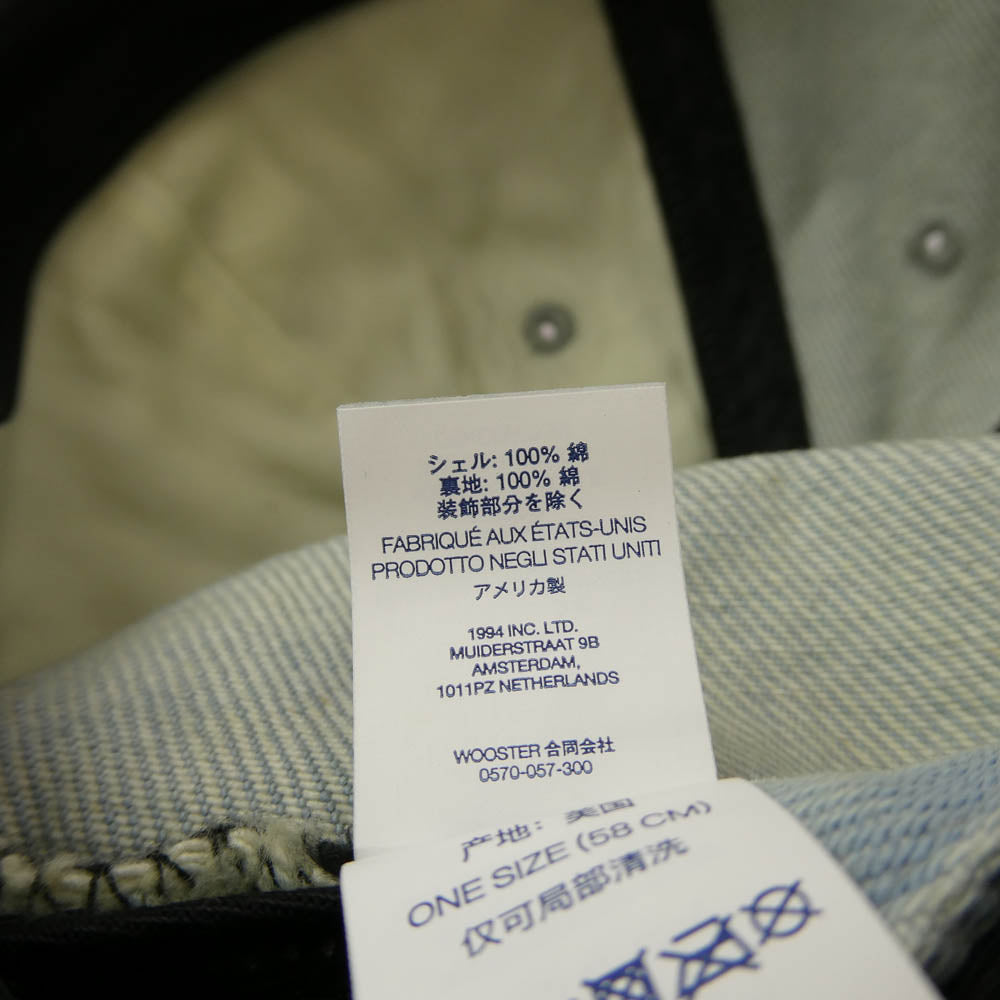 シェル: 100% 綿
裏地: 100% 綿
装飾部分を除く
FABRIQUÉ AUX ÉTATS-UNIS
PRODOTTO NEGLI STATI UNITI
アメリカ製
1994 INC. LTD.
MUIDERSTRAAT 9B
AMSTERDAM,
1011PZ NETHERLANDS
WOOSTER 合同会社
0570-057-300
产地: 美国
ONE SIZE (58 CM)
仅可局部清洗